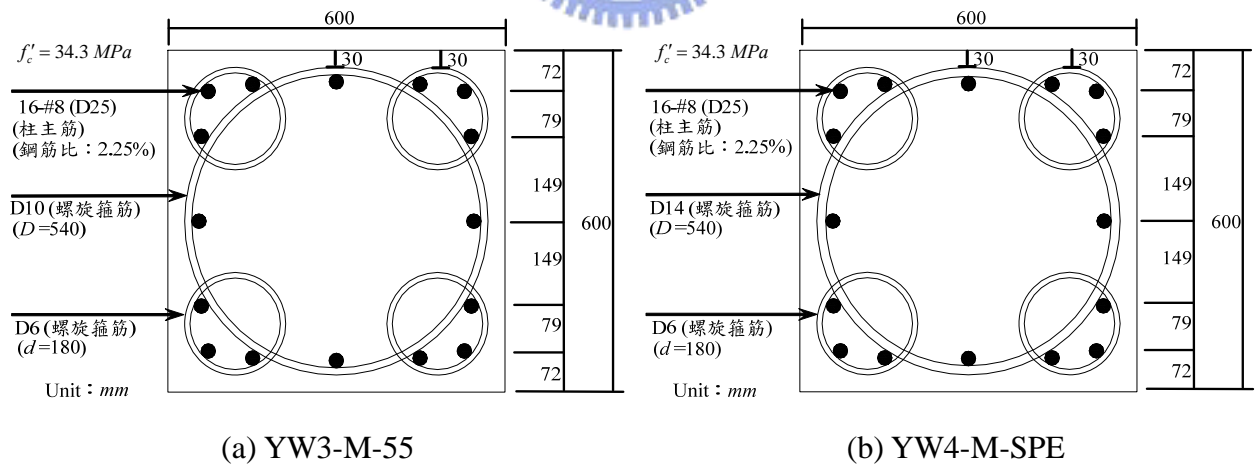 600
f'c = 34.3 MPa
30
30
16-#8 (D25)
(柱主筋)
(鋼筋比：2.25%)
D10 (螺旋箍筋)
(D=540)
D6 (螺旋箍筋)
(d=180)
Unit：mm
72
79
149
149
79
72
600
(a) YW3-M-55
600
f'c = 34.3 MPa
30
30
16-#8 (D25)
(柱主筋)
(鋼筋比：2.25%)
D14 (螺旋箍筋)
(D=540)
D6 (螺旋箍筋)
(d=180)
Unit：mm
72
79
149
149
79
72
600
(b) YW4-M-SPE